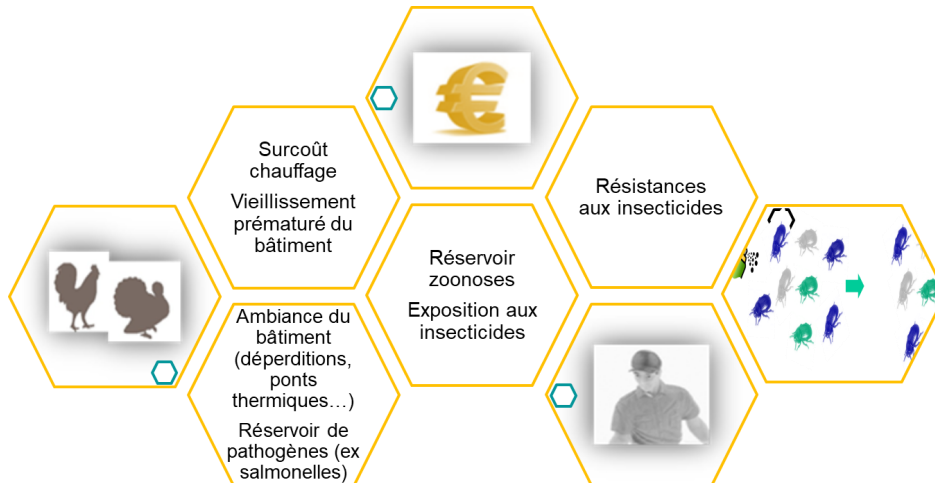 Surcoût
chauffage
Vieillissement
prématuré du
bâtiment
Résistances
aux insecticides
Réservoir
zoonoses
Exposition aux
insecticides
Ambiance du
bâtiment
(déperditions,
ponts
thermiques…)
Réservoir de
pathogènes (ex
salmonelles)